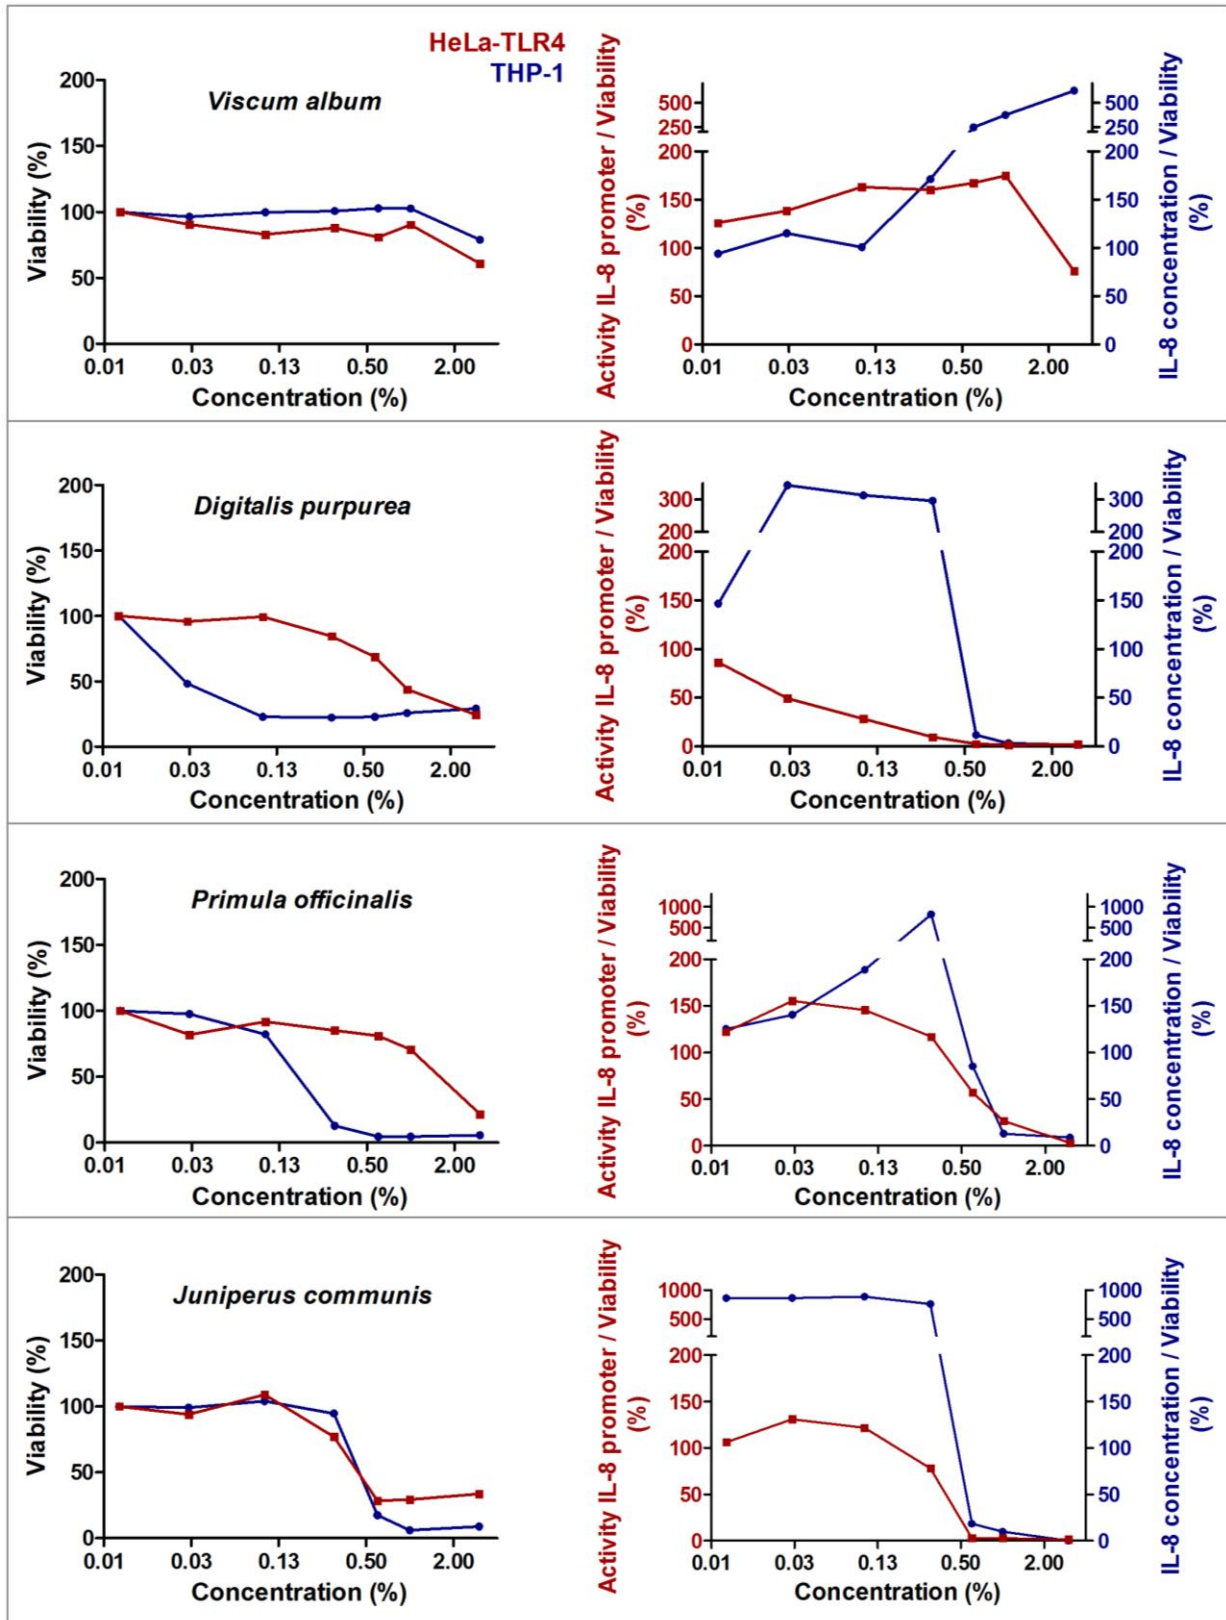 HeLa-TLR4
THP-1
Viscum album
Viability (%)
200
150
100
50
0
0.01 0.03 0.13 0.50 2.00
Concentration (%)
Activity IL-8 promoter / Viability
(%)
500
250
200
150
100
50
0
0.01 0.03 0.13 0.50 2.00
Concentration (%)
500
250
200
150
100
50
0
IL-8 concentration / Viability
(%)
Digitalis purpurea
Viability (%)
200
150
100
50
0
0.01 0.03 0.13 0.50 2.00
Concentration (%)
Activity IL-8 promoter / Viability
(%)
300
200
200
150
100
50
0
0.01 0.03 0.13 0.50 2.00
Concentration (%)
300
200
200
150
100
50
0
IL-8 concentration / Viability
(%)
Primula officinalis
Viability (%)
200
150
100
50
0
0.01 0.03 0.13 0.50 2.00
Concentration (%)
Activity IL-8 promoter / Viability
(%)
1000
500
200
150
100
50
0
0.01 0.03 0.13 0.50 2.00
Concentration (%)
1000
500
200
150
100
50
0
IL-8 concentration / Viability
(%)
Juniperus communis
Viability (%)
200
150
100
50
0
0.01 0.03 0.13 0.50 2.00
Concentration (%)
Activity IL-8 promoter / Viability
(%)
1000
500
200
150
100
50
0
0.01 0.03 0.13 0.50 2.00
Concentration (%)
1000
500
200
150
100
50
0
IL-8 concentration / Viability
(%)